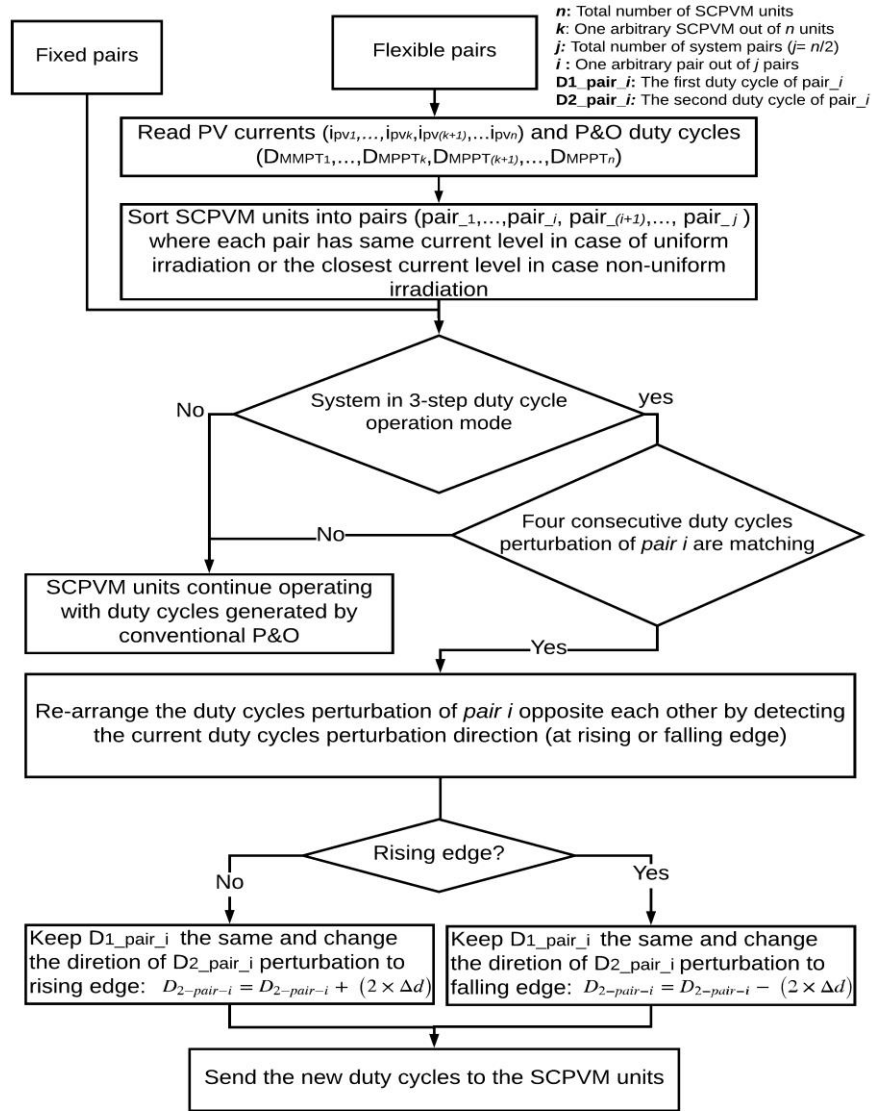 n: Total number of SCPVM units
k: One arbitrary SCPVM out of n units
j: Total number of system pairs (j= n/2)
i : One arbitrary pair out of j pairs
D1_pair_i: The first duty cycle of pair_i
D2_pair_i: The second duty cycle of pair_i
Fixed pairs
Flexible pairs
Read PV currents (ipv1,...,ipvk,ipv(k+1),...ipvn) and P&O duty cycles
(DMMPT1,...,DMPPTk,DMPPT(k+1),...,DMPPTn)
Sort SCPVM units into pairs (pair_1,...,pair_i, pair_(i+1),..., pair_j )
where each pair has same current level in case of uniform
irradiation or the closest current level in case non-uniform
irradiation
No
System in 3-step duty cycle
operation mode
yes
No
Four consecutive duty cycles
perturbation of pair i are matching
SCPVM units continue operating
with duty cycles generated by
conventional P&O
Yes
Re-arrange the duty cycles perturbation of pair i opposite each other by detecting
the current duty cycles perturbation direction (at rising or falling edge)
Rising edge?
No
Yes
Keep D1_pair_i the same and change
the diretion of D2_pair_i perturbation to
rising edge: D2−pair−i = D2−pair−i + (2 × Δd)
Keep D1_pair_i the same and change
the diretion of D2_pair_i perturbation to
falling edge: D2−pair−i = D2−pair−i − (2 × Δd)
Send the new duty cycles to the SCPVM units